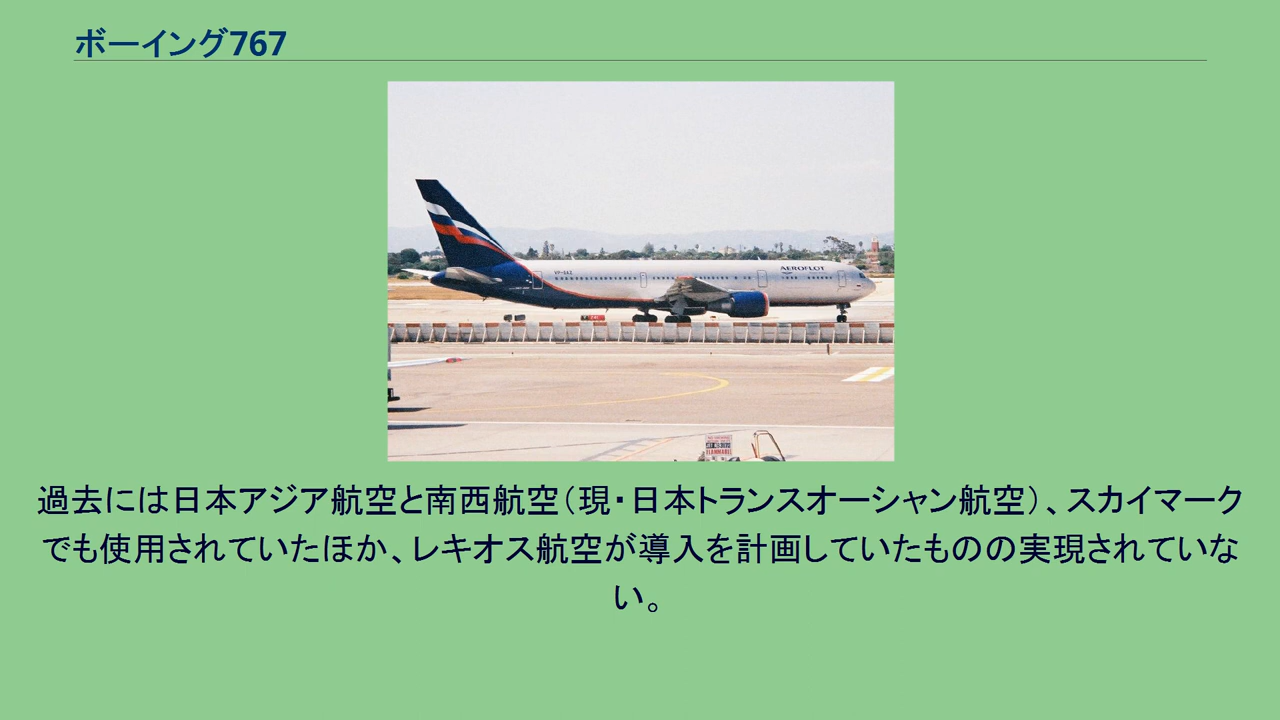 ボーイング767
AEROFLOT
VP-BAZ
FLAMMABLE
過去には日本アジア航空と南西航空（現・日本トランスオーシャン航空）、スカイマーク
でも使用されていたほか、レキオス航空が導入を計画していたものの実現されていな
い。